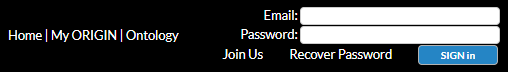 Email:
Password:
Home | My ORIGIN | Ontology
Join Us Recover Password SIGN in